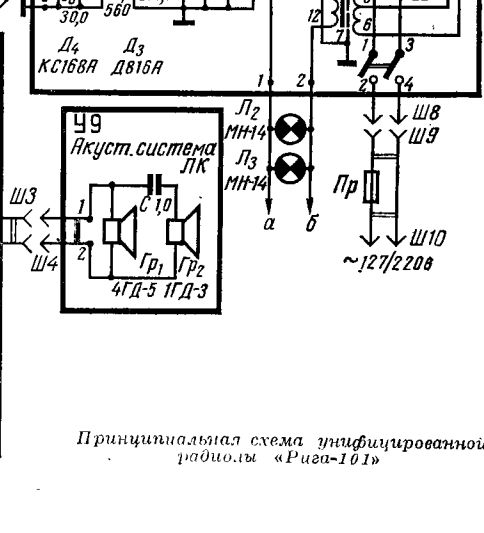 30,0
560
12
7
6
Д4
КС168А
Д3
Д816А
1
2
1
3
2
4
У9
Акуст. система
ЛК
Л2
МН-14
Л3
МН-14
Ш8
Ш9
Пр
Ш3
1
С 1,0
2
Ш4
Гр1
4ГД-5
Гр2
1ГД-3
а
б
Ш10
~127/220в
Принципиальная схема унифицированной
радиолы «Рига-101»